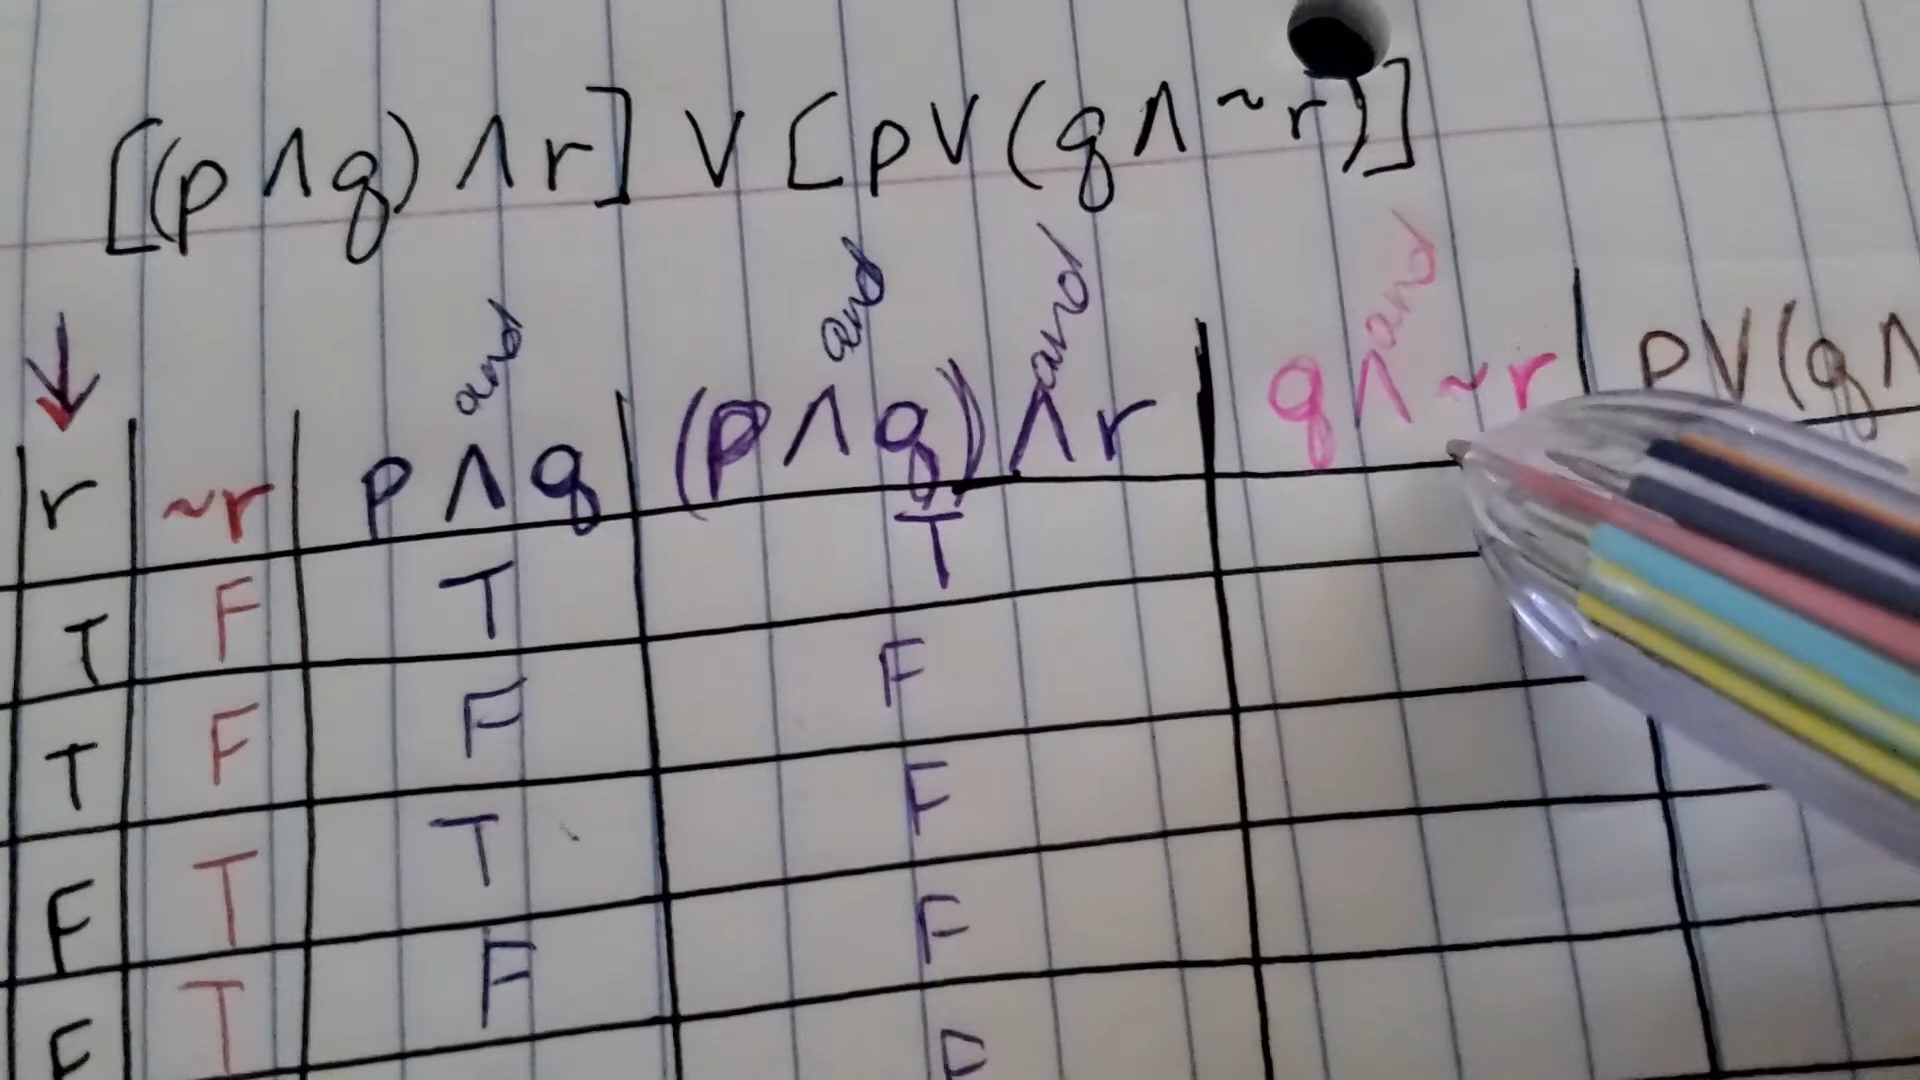 [(p ∧ q) ∧ r] ∨ [p ∨ (q ∧ ~r)]
and and and and
r ~r p ∧ q (p ∧ q) ∧ r q ∧ ~r p ∨ (q ∧
T F T T
T F F F
F T T F
F T F F
F